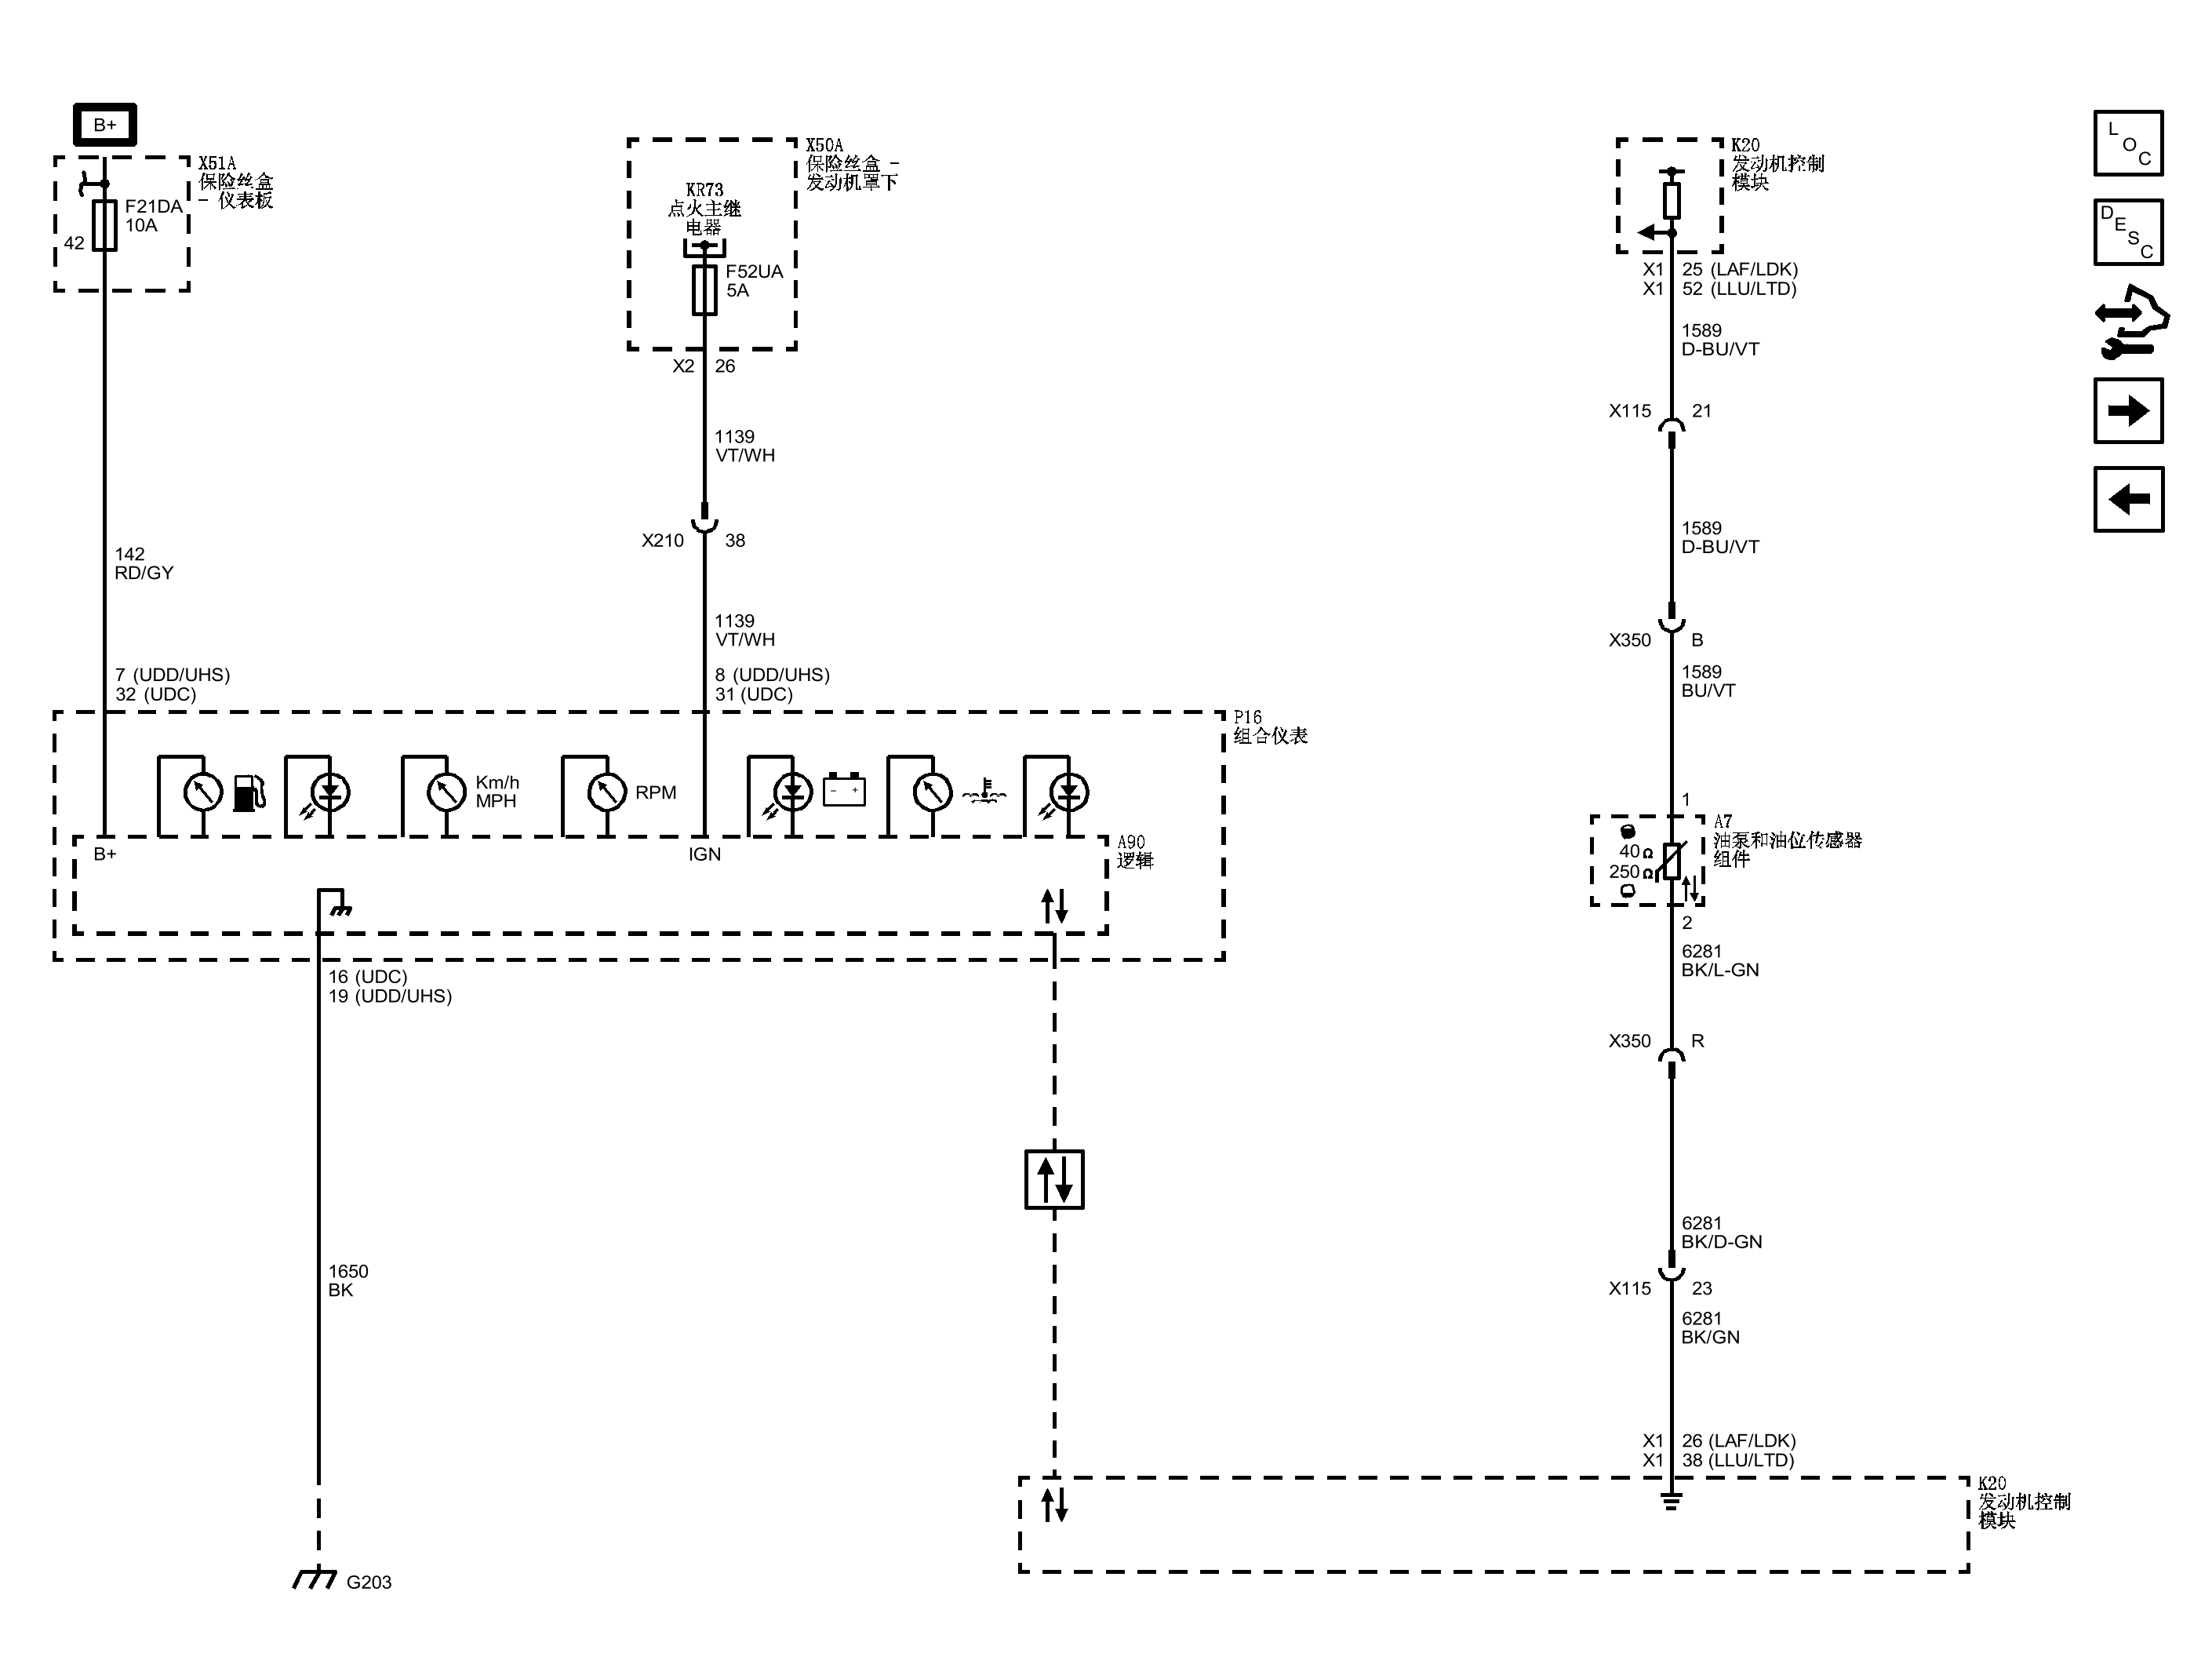 B+
X51A
保险丝盒
- 仪表板
F21DA
10A
42
142
RD/GY
7 (UDD/UHS)
32 (UDC)
X50A
保险丝盒 -
发动机罩下
KR73
点火主继
电器
F52UA
5A
X2 26
1139
VT/WH
X210 38
1139
VT/WH
8 (UDD/UHS)
31 (UDC)
K20
发动机控制
模块
X1 25 (LAF/LDK)
X1 52 (LLU/LTD)
1589
D-BU/VT
X115 21
1589
D-BU/VT
X350 B
1589
BU/VT
1
A7
油泵和油位传感器
组件
40Ω
250Ω
2
6281
BK/L-GN
X350 R
6281
BK/D-GN
X115 23
6281
BK/GN
X1 26 (LAF/LDK)
X1 38 (LLU/LTD)
K20
发动机控制
模块
P16
组合仪表
Km/h
MPH
RPM
- +
A90
逻辑
B+
IGN
16 (UDC)
19 (UDD/UHS)
1650
BK
G203
LOC
DESC